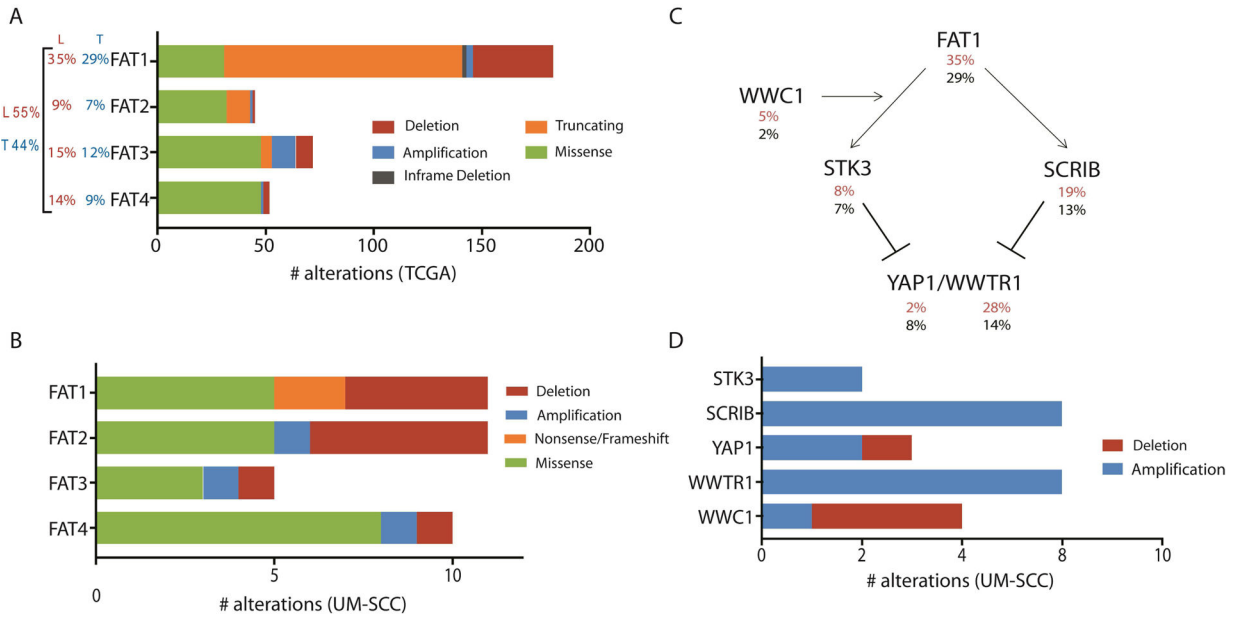 A
L T
35% 29% FAT1
9% 7% FAT2
L 55%
T 44%
15% 12% FAT3
14% 9% FAT4
Deletion
Truncating
Amplification
Missense
Inframe Deletion
0 50 100 150 200
# alterations (TCGA)
B
FAT1
FAT2
FAT3
FAT4
Deletion
Amplification
Nonsense/Frameshift
Missense
0 5 10
# alterations (UM-SCC)
C
FAT1
35%
29%
WWC1
5%
2%
STK3
8%
7%
SCRIB
19%
13%
YAP1/WWTR1
2% 28%
8% 14%
D
STK3
SCRIB
YAP1
WWTR1
WWC1
Deletion
Amplification
0 2 4 6 8 10
# alterations (UM-SCC)